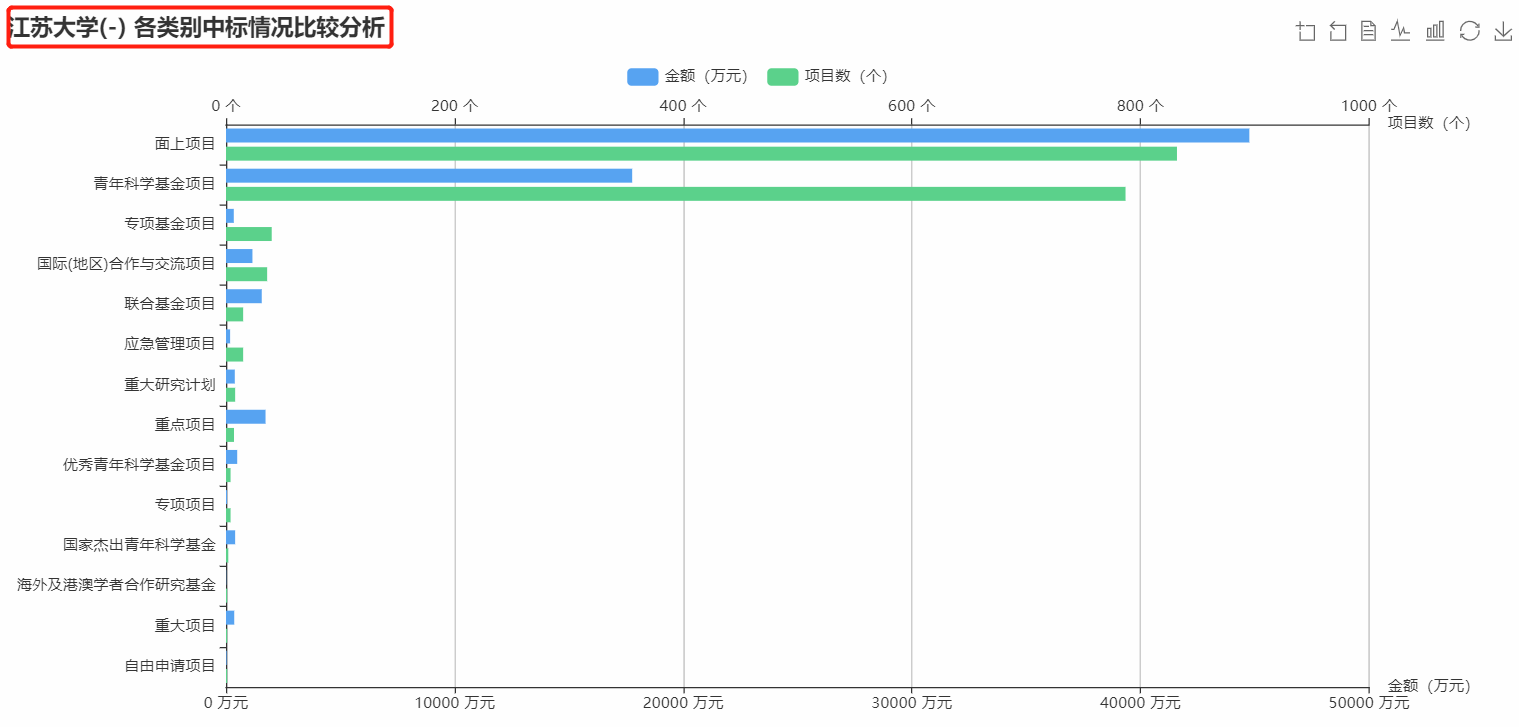 江苏大学(-) 各类别中标情况比较分析
金额（万元） 项目数（个）
0 个 200 个 400 个 600 个 800 个 1000 个
项目数（个）
面上项目
青年科学基金项目
专项基金项目
国际(地区)合作与交流项目
联合基金项目
应急管理项目
重大研究计划
重点项目
优秀青年科学基金项目
专项项目
国家杰出青年科学基金
海外及港澳学者合作研究基金
重大项目
自由申请项目
金额（万元）
0 万元 10000 万元 20000 万元 30000 万元 40000 万元 50000 万元